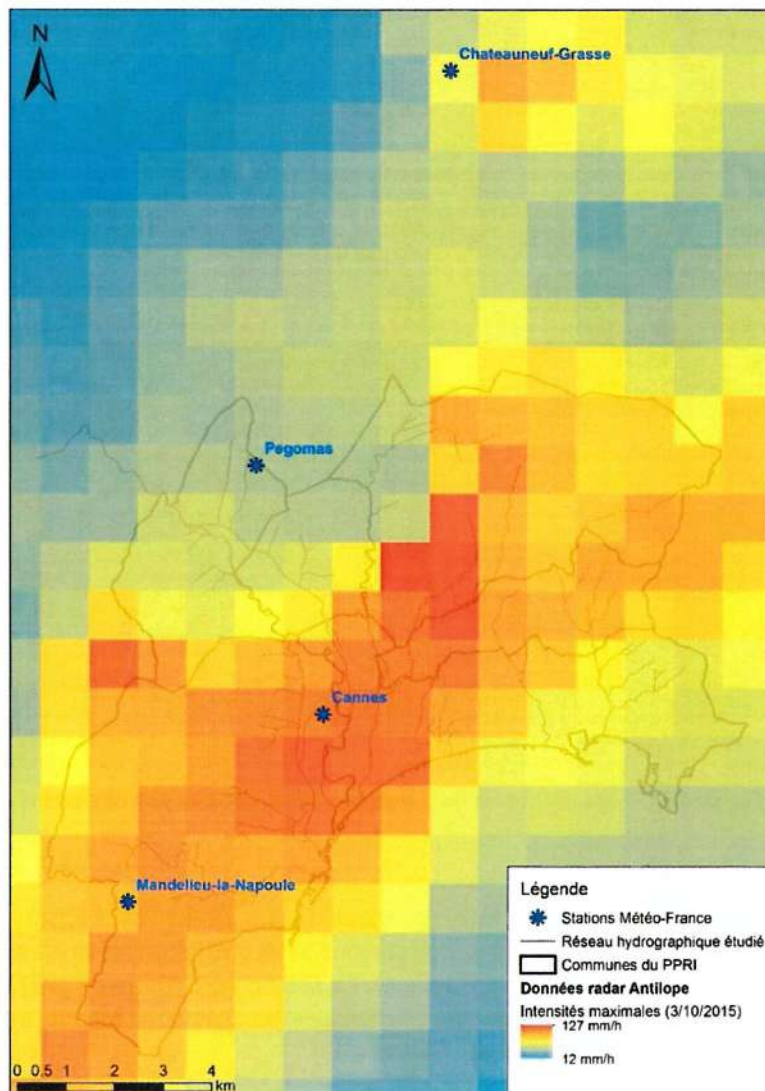 N
Chateauneuf-Grasse
Pegomas
Cannes
Mandelieu-la-Napoule
Légende
Stations Météo-France
Réseau hydrographique étudié
Communes du PPRI
Données radar Antilope
Intensités maximales (3/10/2015)
127 mm/h
12 mm/h
0 0.5 1 2 3 4
km